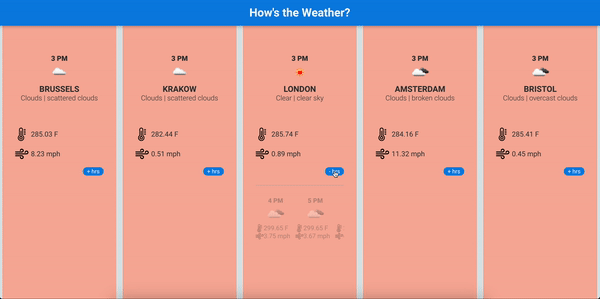 How's the Weather?
3 PM
BRUSSELS
Clouds | scattered clouds
285.03 F
8.23 mph
+ hrs
3 PM
KRAKOW
Clouds | scattered clouds
282.44 F
0.51 mph
+ hrs
3 PM
LONDON
Clear | clear sky
285.74 F
0.89 mph
- hrs
4 PM
299.65 F
3.75 mph
5 PM
299.65 F
3.67 mph
3 PM
AMSTERDAM
Clouds | broken clouds
284.16 F
11.32 mph
+ hrs
3 PM
BRISTOL
Clouds | overcast clouds
285.41 F
0.45 mph
+ hrs